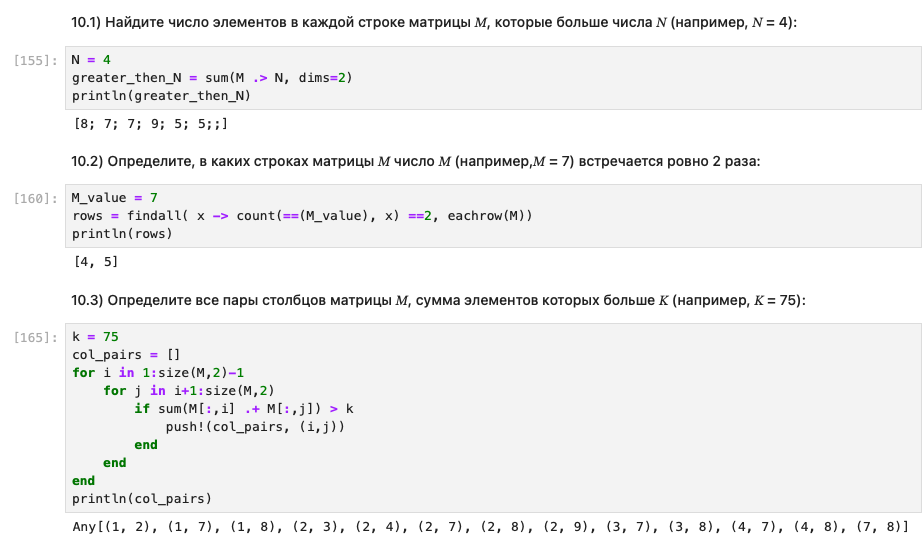 10.1) Найдите число элементов в каждой строке матрицы M, которые больше числа N (например, N = 4):
[155]: N = 4
greater_then_N = sum(M .> N, dims=2)
println(greater_then_N)
[8; 7; 7; 9; 5; 5;;]
10.2) Определите, в каких строках матрицы M число M (например,M = 7) встречается ровно 2 раза:
[160]: M_value = 7
rows = findall( x -> count(==(M_value), x) ==2, eachrow(M))
println(rows)
[4, 5]
10.3) Определите все пары столбцов матрицы M, сумма элементов которых больше K (например, K = 75):
[165]: k = 75
col_pairs = []
for i in 1:size(M,2)-1
    for j in i+1:size(M,2)
        if sum(M[:,i] .+ M[:,j]) > k
            push!(col_pairs, (i,j))
        end
    end
end
println(col_pairs)
Any[(1, 2), (1, 7), (1, 8), (2, 3), (2, 4), (2, 7), (2, 8), (2, 9), (3, 7), (3, 8), (4, 7), (4, 8), (7, 8)]